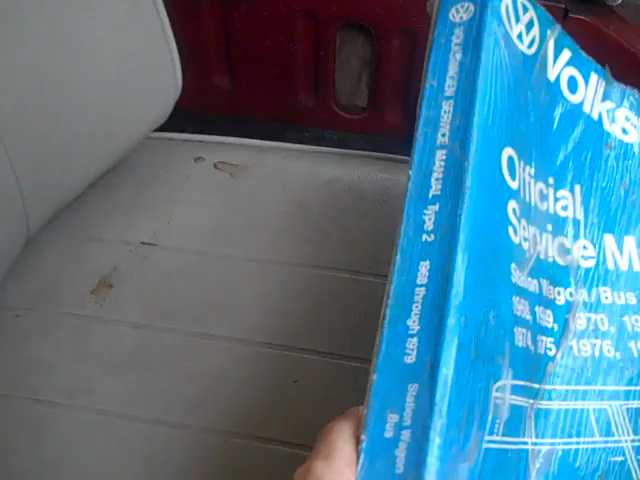 VOLKSWAGEN SERVICE MANUAL Type 2 1968 through 1979 Station Wagon
Bus
Volks
Official
Service M
Station Wagon/Bus
1968, 1969, 1970, 19
1974, 1975, 1976, 19